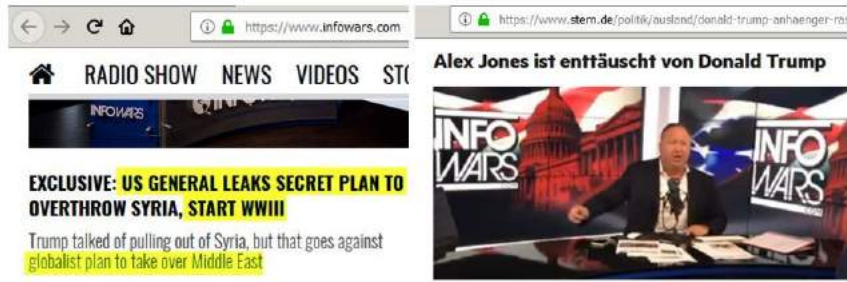 https://www.infowars.com
RADIO SHOW NEWS VIDEOS
INFOWARS
EXCLUSIVE: US GENERAL LEAKS SECRET PLAN TO
OVERTHROW SYRIA, START WWIII
Trump talked of pulling out of Syria, but that goes against
globalist plan to take over Middle East
https://www.stern.de/politik/ausland/donald-trump-anhaenger-ras
Alex Jones ist enttäuscht von Donald Trump
INFO INFO
WARS WARS
.com